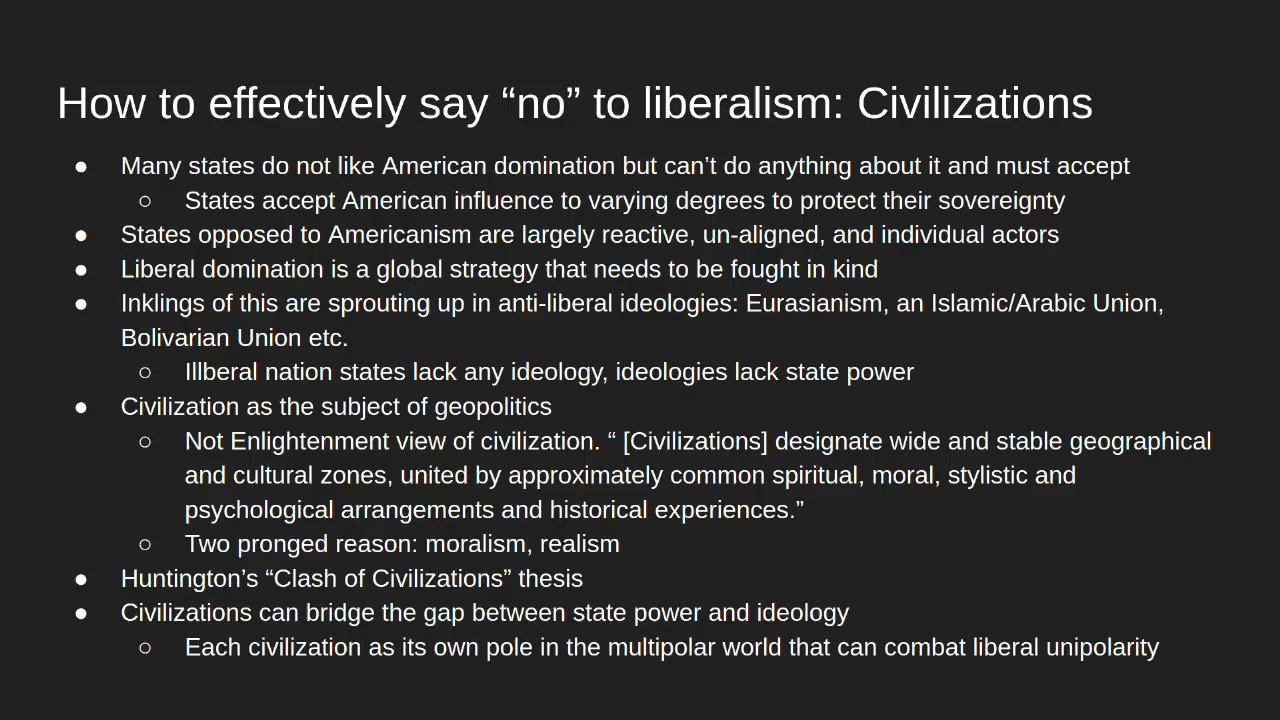 How to effectively say “no” to liberalism: Civilizations
● Many states do not like American domination but can’t do anything about it and must accept
○ States accept American influence to varying degrees to protect their sovereignty
● States opposed to Americanism are largely reactive, un-aligned, and individual actors
● Liberal domination is a global strategy that needs to be fought in kind
● Inklings of this are sprouting up in anti-liberal ideologies: Eurasianism, an Islamic/Arabic Union,
Bolivarian Union etc.
○ Illberal nation states lack any ideology, ideologies lack state power
● Civilization as the subject of geopolitics
○ Not Enlightenment view of civilization. “ [Civilizations] designate wide and stable geographical
and cultural zones, united by approximately common spiritual, moral, stylistic and
psychological arrangements and historical experiences.”
○ Two pronged reason: moralism, realism
● Huntington’s “Clash of Civilizations” thesis
● Civilizations can bridge the gap between state power and ideology
○ Each civilization as its own pole in the multipolar world that can combat liberal unipolarity